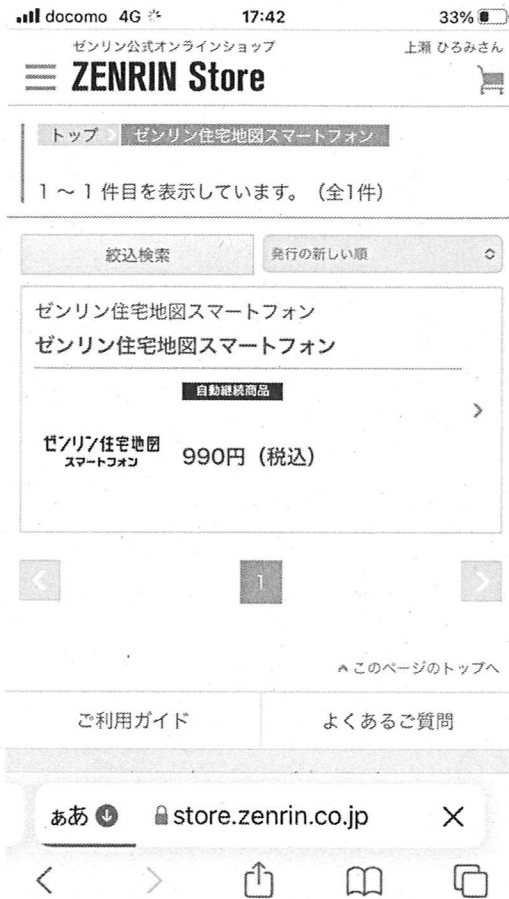 docomo 4G 17:42 33%
ゼンリン公式オンラインショップ 上瀬 ひろみさん
ZENRIN Store
トップ ゼンリン住宅地図スマートフォン
1 ～ 1 件目を表示しています。（全1件）
絞込検索 発行の新しい順
ゼンリン住宅地図スマートフォン
ゼンリン住宅地図スマートフォン
自動継続商品
ゼンリン住宅地図
スマートフォン
990円（税込）
1
このページのトップへ
ご利用ガイド よくあるご質問
ぁあ store.zenrin.co.jp